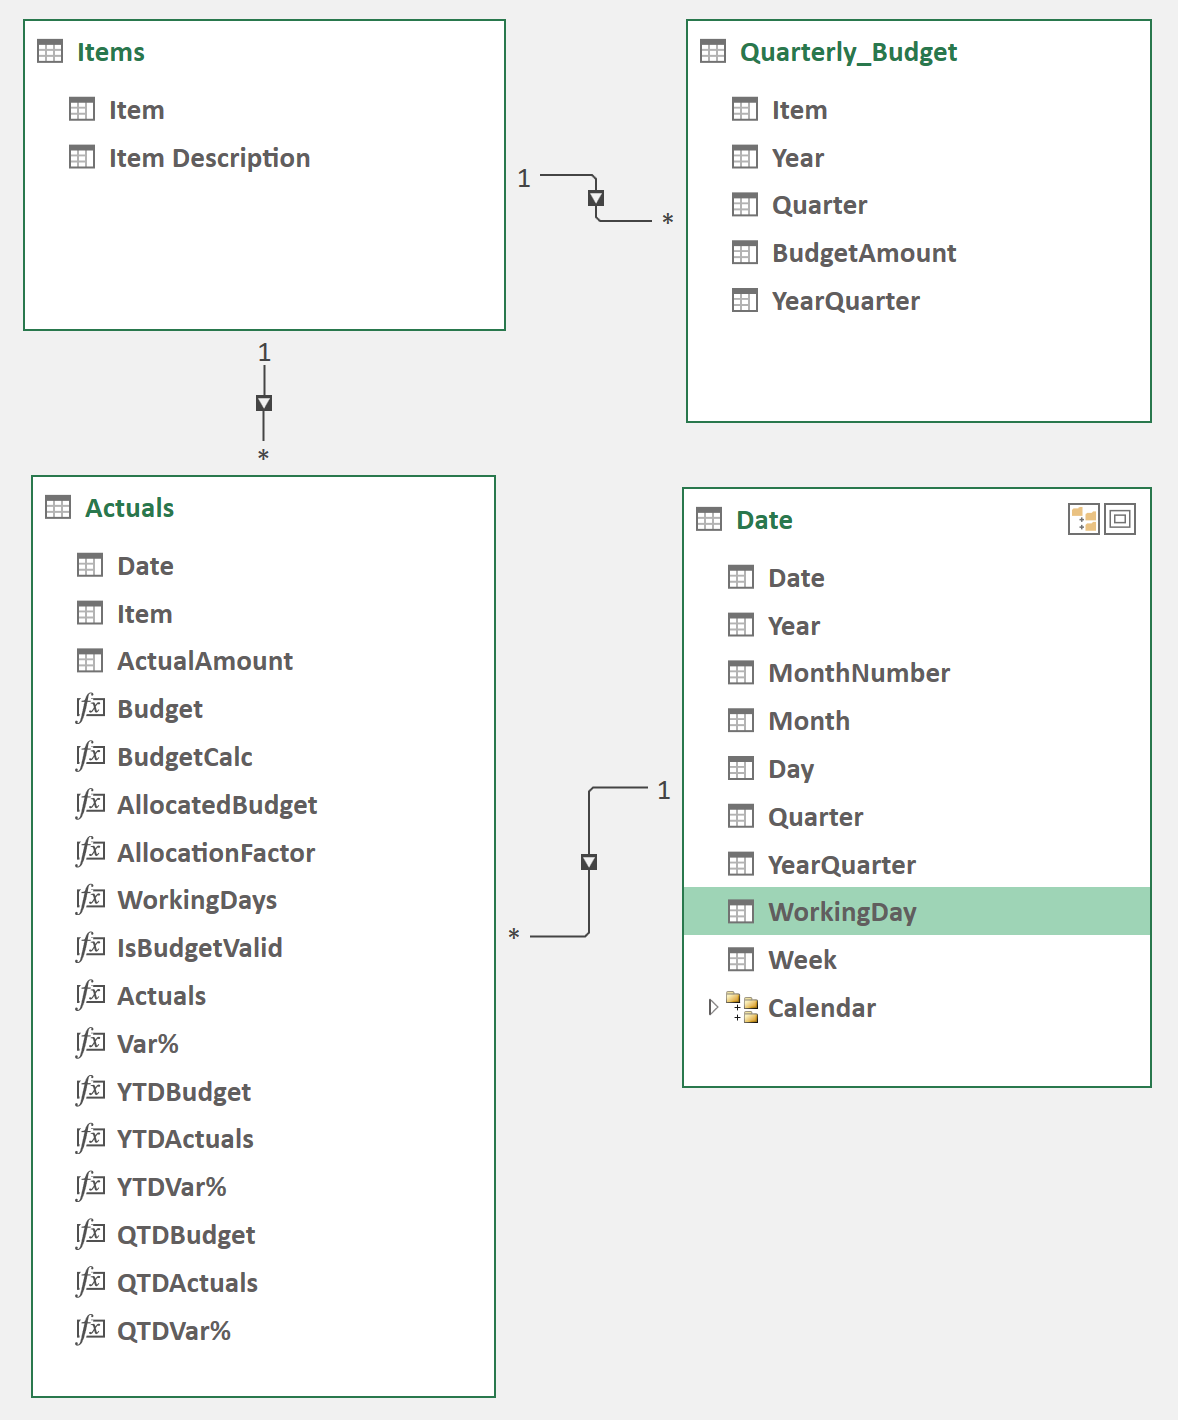 Items
Item
Item Description
1
*
Quarterly_Budget
Item
Year
Quarter
BudgetAmount
YearQuarter
1
*
Actuals
Date
Item
ActualAmount
Budget
BudgetCalc
AllocatedBudget
AllocationFactor
WorkingDays
IsBudgetValid
Actuals
Var%
YTDBudget
YTDActuals
YTDVar%
QTDBudget
QTDActuals
QTDVar%
1
*
Date
Date
Year
MonthNumber
Month
Day
Quarter
YearQuarter
WorkingDay
Week
Calendar